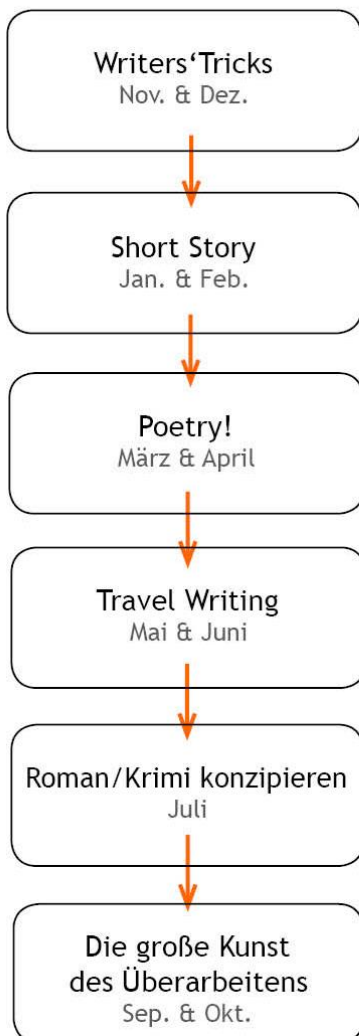 Writers‘Tricks
Nov. & Dez.
Short Story
Jan. & Feb.
Poetry!
März & April
Travel Writing
Mai & Juni
Roman/Krimi konzipieren
Juli
Die große Kunst
des Überarbeitens
Sep. & Okt.